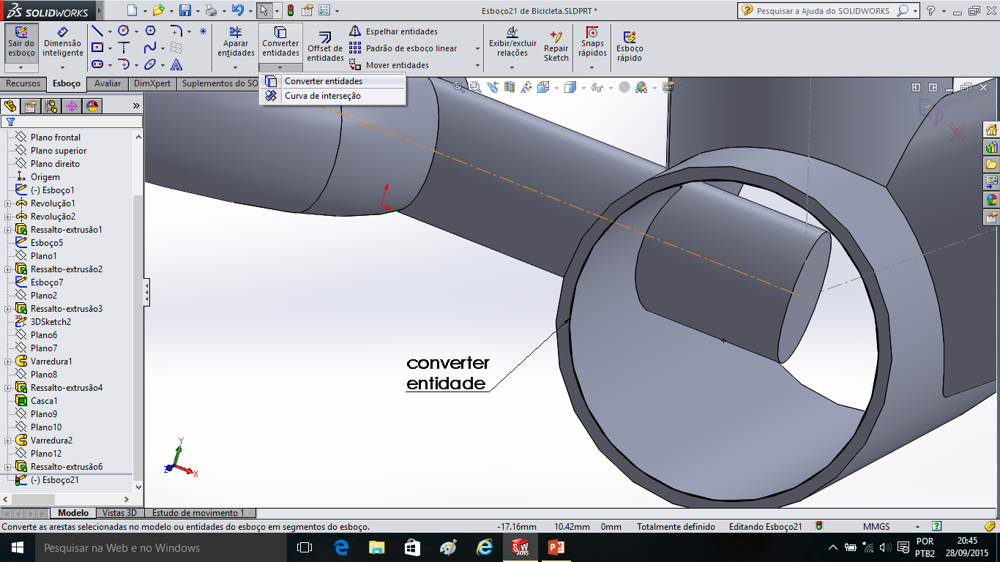 SOLIDWORKS
Esboço21 de Bicicleta.SLDPRT *
Pesquisar a Ajuda do SOLIDWORKS
Sair do esboço
Dimensão inteligente
Aparar entidades
Converter entidades
Offset de entidades
Espelhar entidades
Padrão de esboço linear
Mover entidades
Exibir/excluir relações
Repair Sketch
Snaps rápidos
Esboço rápido
Converter entidades
Curva de interseção
Recursos
Esboço
Avaliar
DimXpert
Suplementos do SO
Plano frontal
Plano superior
Plano direito
Origem
(-) Esboço1
Revolução1
Revolução2
Ressalto-extrusão1
Esboço5
Plano1
Ressalto-extrusão2
Esboço7
Plano2
Ressalto-extrusão3
3DSketch2
Plano6
Plano7
Varredura1
Plano8
Ressalto-extrusão4
Casca1
Plano9
Plano10
Varredura2
Plano12
Ressalto-extrusão6
(-) Esboço21
converter
entidade
Y
Z
X
Modelo
Vistas 3D
Estudo de movimento 1
Converte as arestas selecionadas no modelo ou entidades do esboço em segmentos do esboço.
-17.16mm
10.42mm
0mm
Totalmente definido
Editando Esboço21
MMGS
Pesquisar na Web e no Windows
SW
2015
POR
PTB2
20:45
28/09/2015